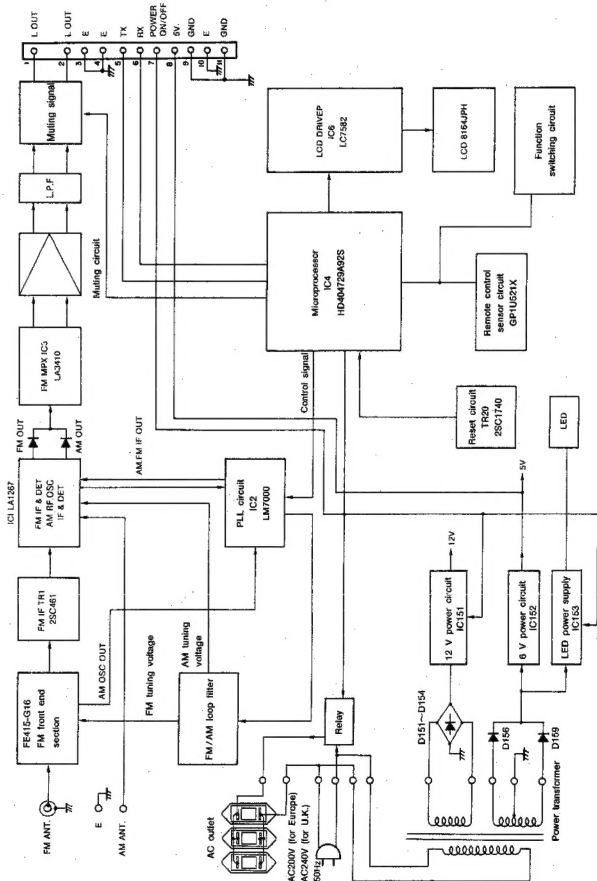 L OUT
L OUT
E
E
TX
RX
POWER
ON/OFF
5V.
GND
E
GND
1
2
3
4
5
6
7
8
9
10
11
Muting signal
L.P.F
Muting circuit
FM MPX IC3
LA3410
FM OUT
AM OUT
ICI LA1267
FM IF & DET
AM RF.OSC
IF & DET
FM IF TR1
2SC461
FE415-G16
FM front end
section
FM ANT.
E
AM ANT.
AM OSC OUT
AM.FM IF OUT
FM tuning voltage
AM tuning
voltage
PLL circuit
IC2
LM7000
FM/AM loop filter
Control signal
Microprocessor
IC4
HD404729A92S
LCD DRIVEP
IC6
LC7582
LCD 8164JPH
Function
switching circuit
Remote control
sensor circuit
GP1U521X
Reset circuit
TR20
2SC1740
LED
Relay
AC outlet
AC200V (for Europe)
AC240V (for U.K.)
50Hz
12V
5V
12 V power circuit
IC151
6 V power circuit
IC152
LED power supply
IC153
D151~D154
D156
D159
Power transformer